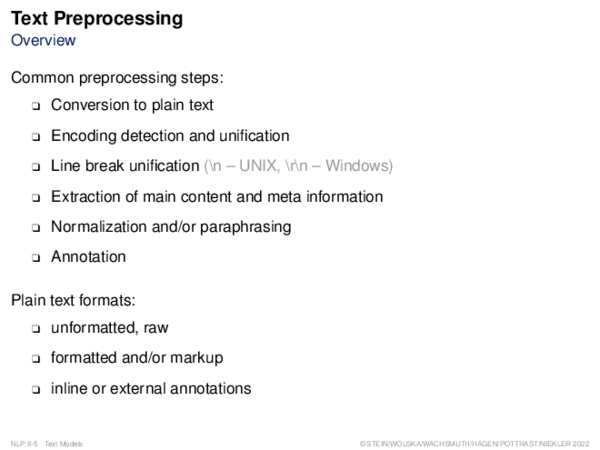 Text Preprocessing
Overview
Common preprocessing steps:
❑ Conversion to plain text
❑ Encoding detection and unification
❑ Line break unification (\n – UNIX, \r\n – Windows)
❑ Extraction of main content and meta information
❑ Normalization and/or paraphrasing
❑ Annotation
Plain text formats:
❑ unformatted, raw
❑ formatted and/or markup
❑ inline or external annotations
NLP:II-5 Text Models ©STEIN/WOLSKA/WACHSMUTH/HAGEN/POTTHAST/NIEKLER 2022